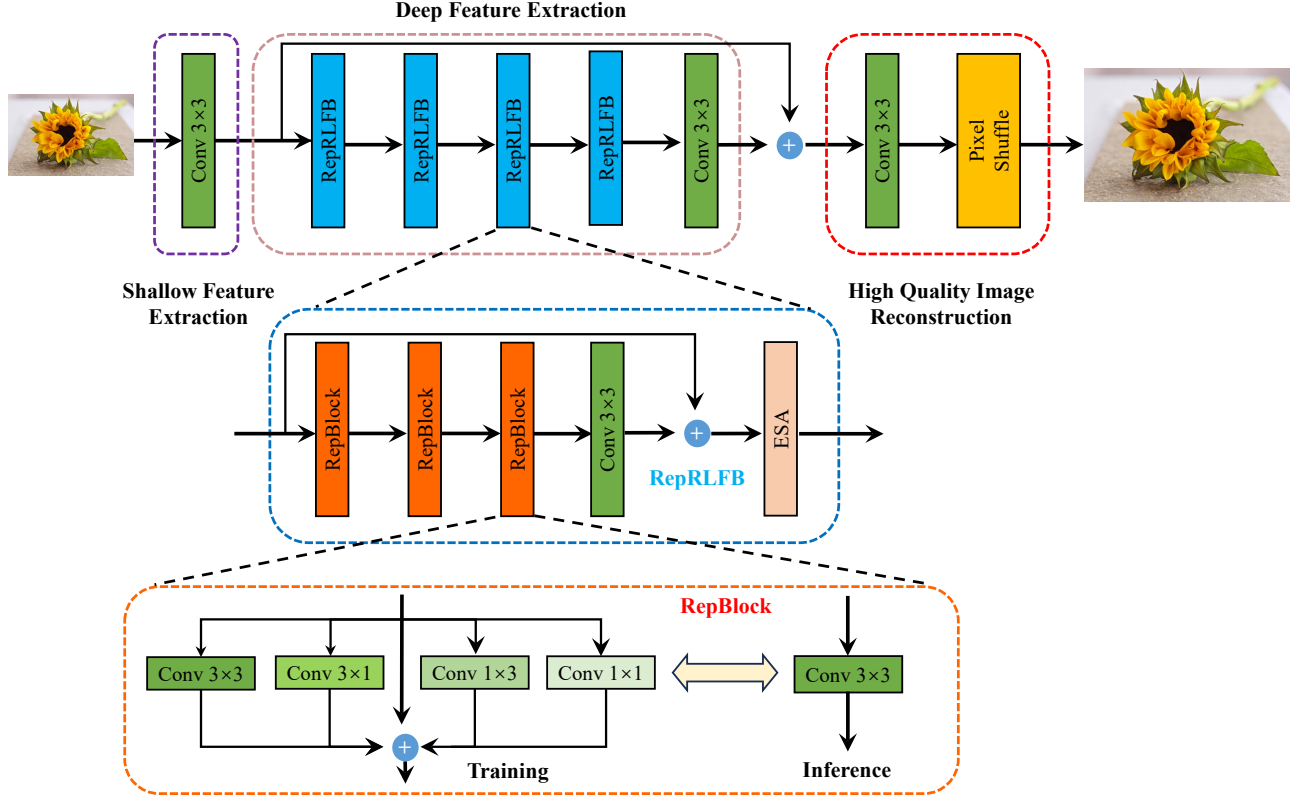 Deep Feature Extraction
Conv 3×3
RepRLFB
RepRLFB
RepRLFB
RepRLFB
Conv 3×3
+
Conv 3×3
Pixel
Shuffle
Shallow Feature
Extraction
High Quality Image
Reconstruction
RepBlock
RepBlock
RepBlock
Conv 3×3
+
ESA
RepRLFB
RepBlock
Conv 3×3
Conv 3×1
Conv 1×3
Conv 1×1
Conv 3×3
+
Training
Inference